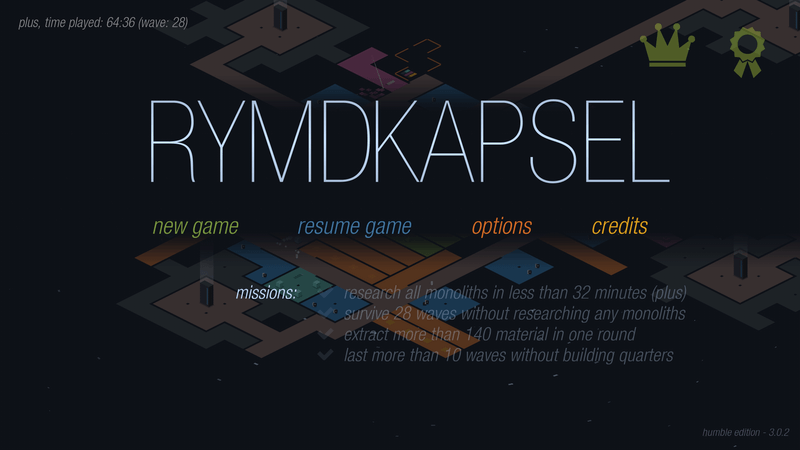 plus, time played: 64:36 (wave: 28)
RYMDKAPSEL
new game resume game options credits
missions: research all monoliths in less than 32 minutes (plus)
survive 28 waves without researching any monoliths
extract more than 140 material in one round
last more than 10 waves without building quarters
humble edition - 3.0.2